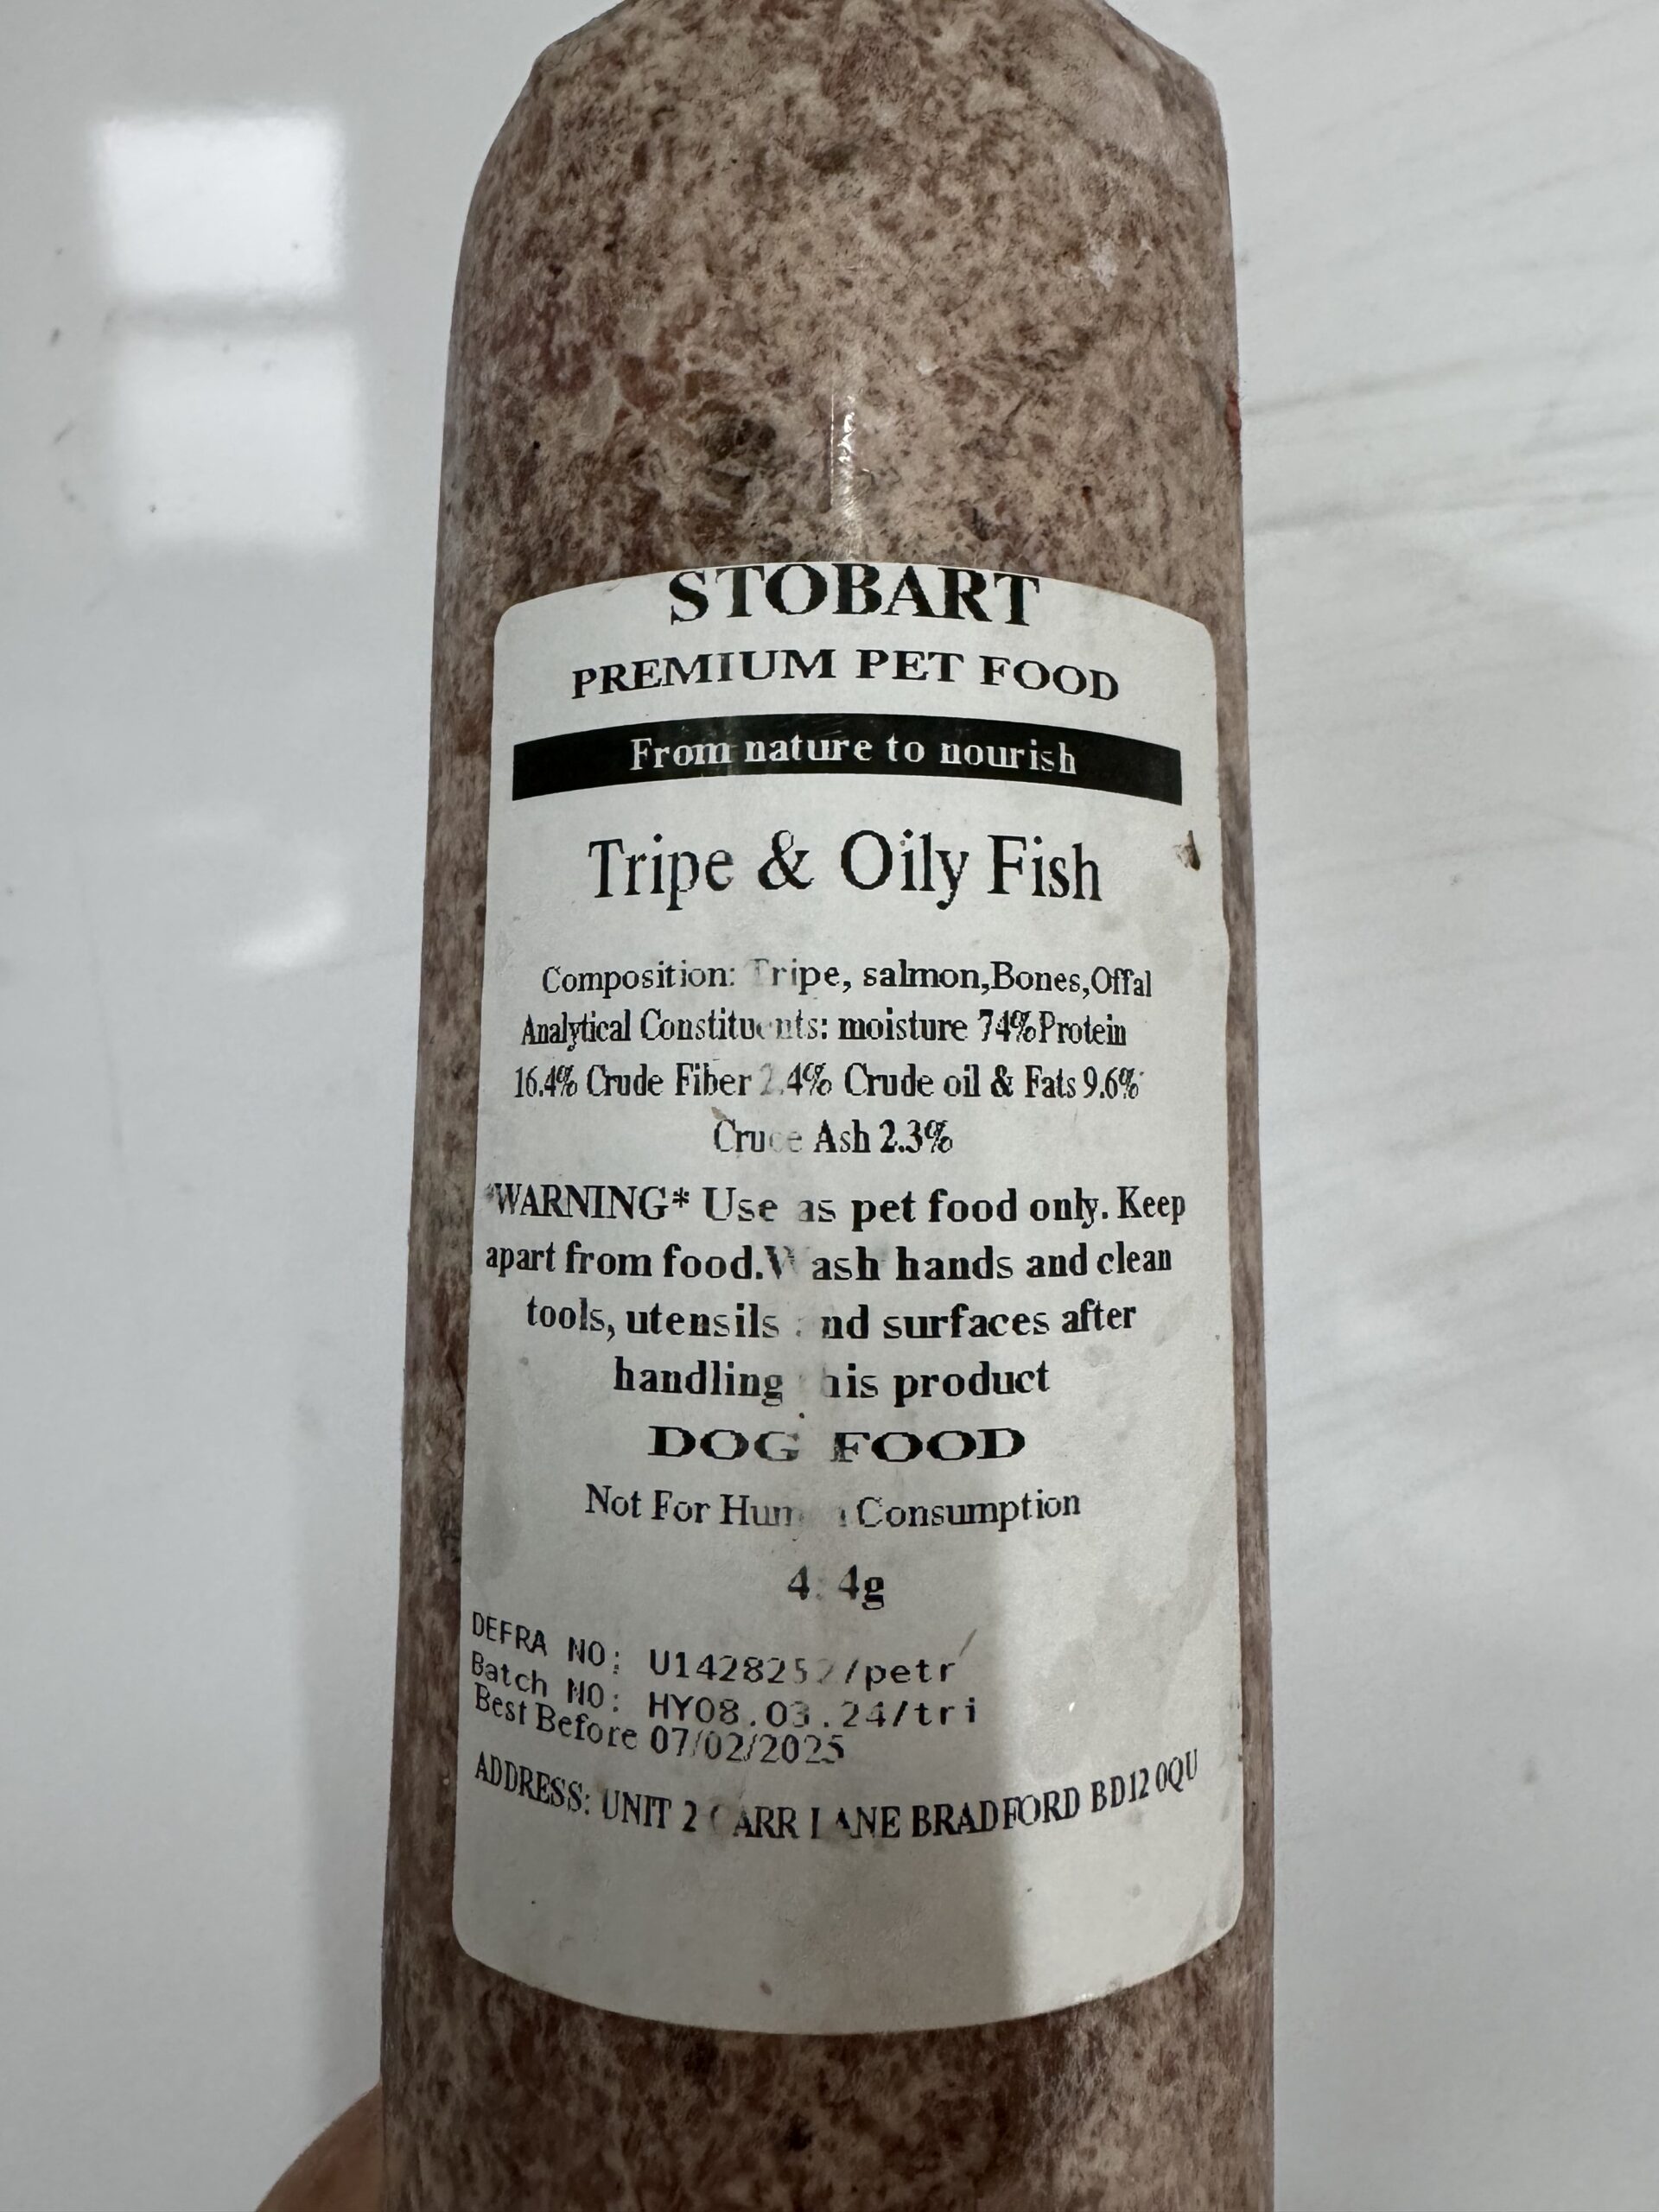 STOBART
PREMIUM PET FOOD
From nature to nourish
Tripe & Oily Fish
Composition: Tripe, salmon,Bones,Offal
Analytical Constituents: moisture 74%Protein
16.4% Crude Fiber 2.4% Crude oil & Fats 9.6%
Ash 2.3%
*WARNING* Use as pet food only. Keep
apart from food.Wash hands and clean
tools, utensils and surfaces after
handling this product
DOG FOOD
Not For Human Consumption
DEFRA NO:
Batch NO: HY08.03.24/tri
Best Before 07/02/2025
ADDRESS: UNIT 2 CARR LANE BRADFORD BD12 0QU